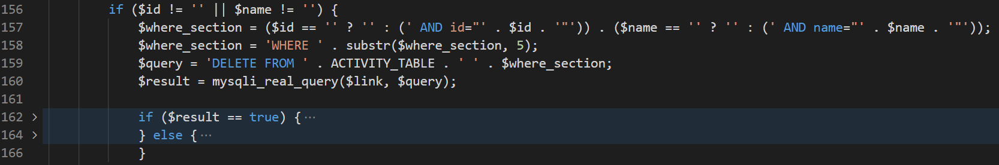 156 if ($id != '' || $name != '') {
157 $where_section = ($id == '' ? '' : (' AND id="' . $id . '"')) . ($name == '' ? '' : (' AND name="' . $name . '"'));
158 $where_section = 'WHERE ' . substr($where_section, 5);
159 $query = 'DELETE FROM ' . ACTIVITY_TABLE . ' ' . $where_section;
160 $result = mysqli_real_query($link, $query);
161
162 > if ($result == true) {···
164 > } else {···
166 }